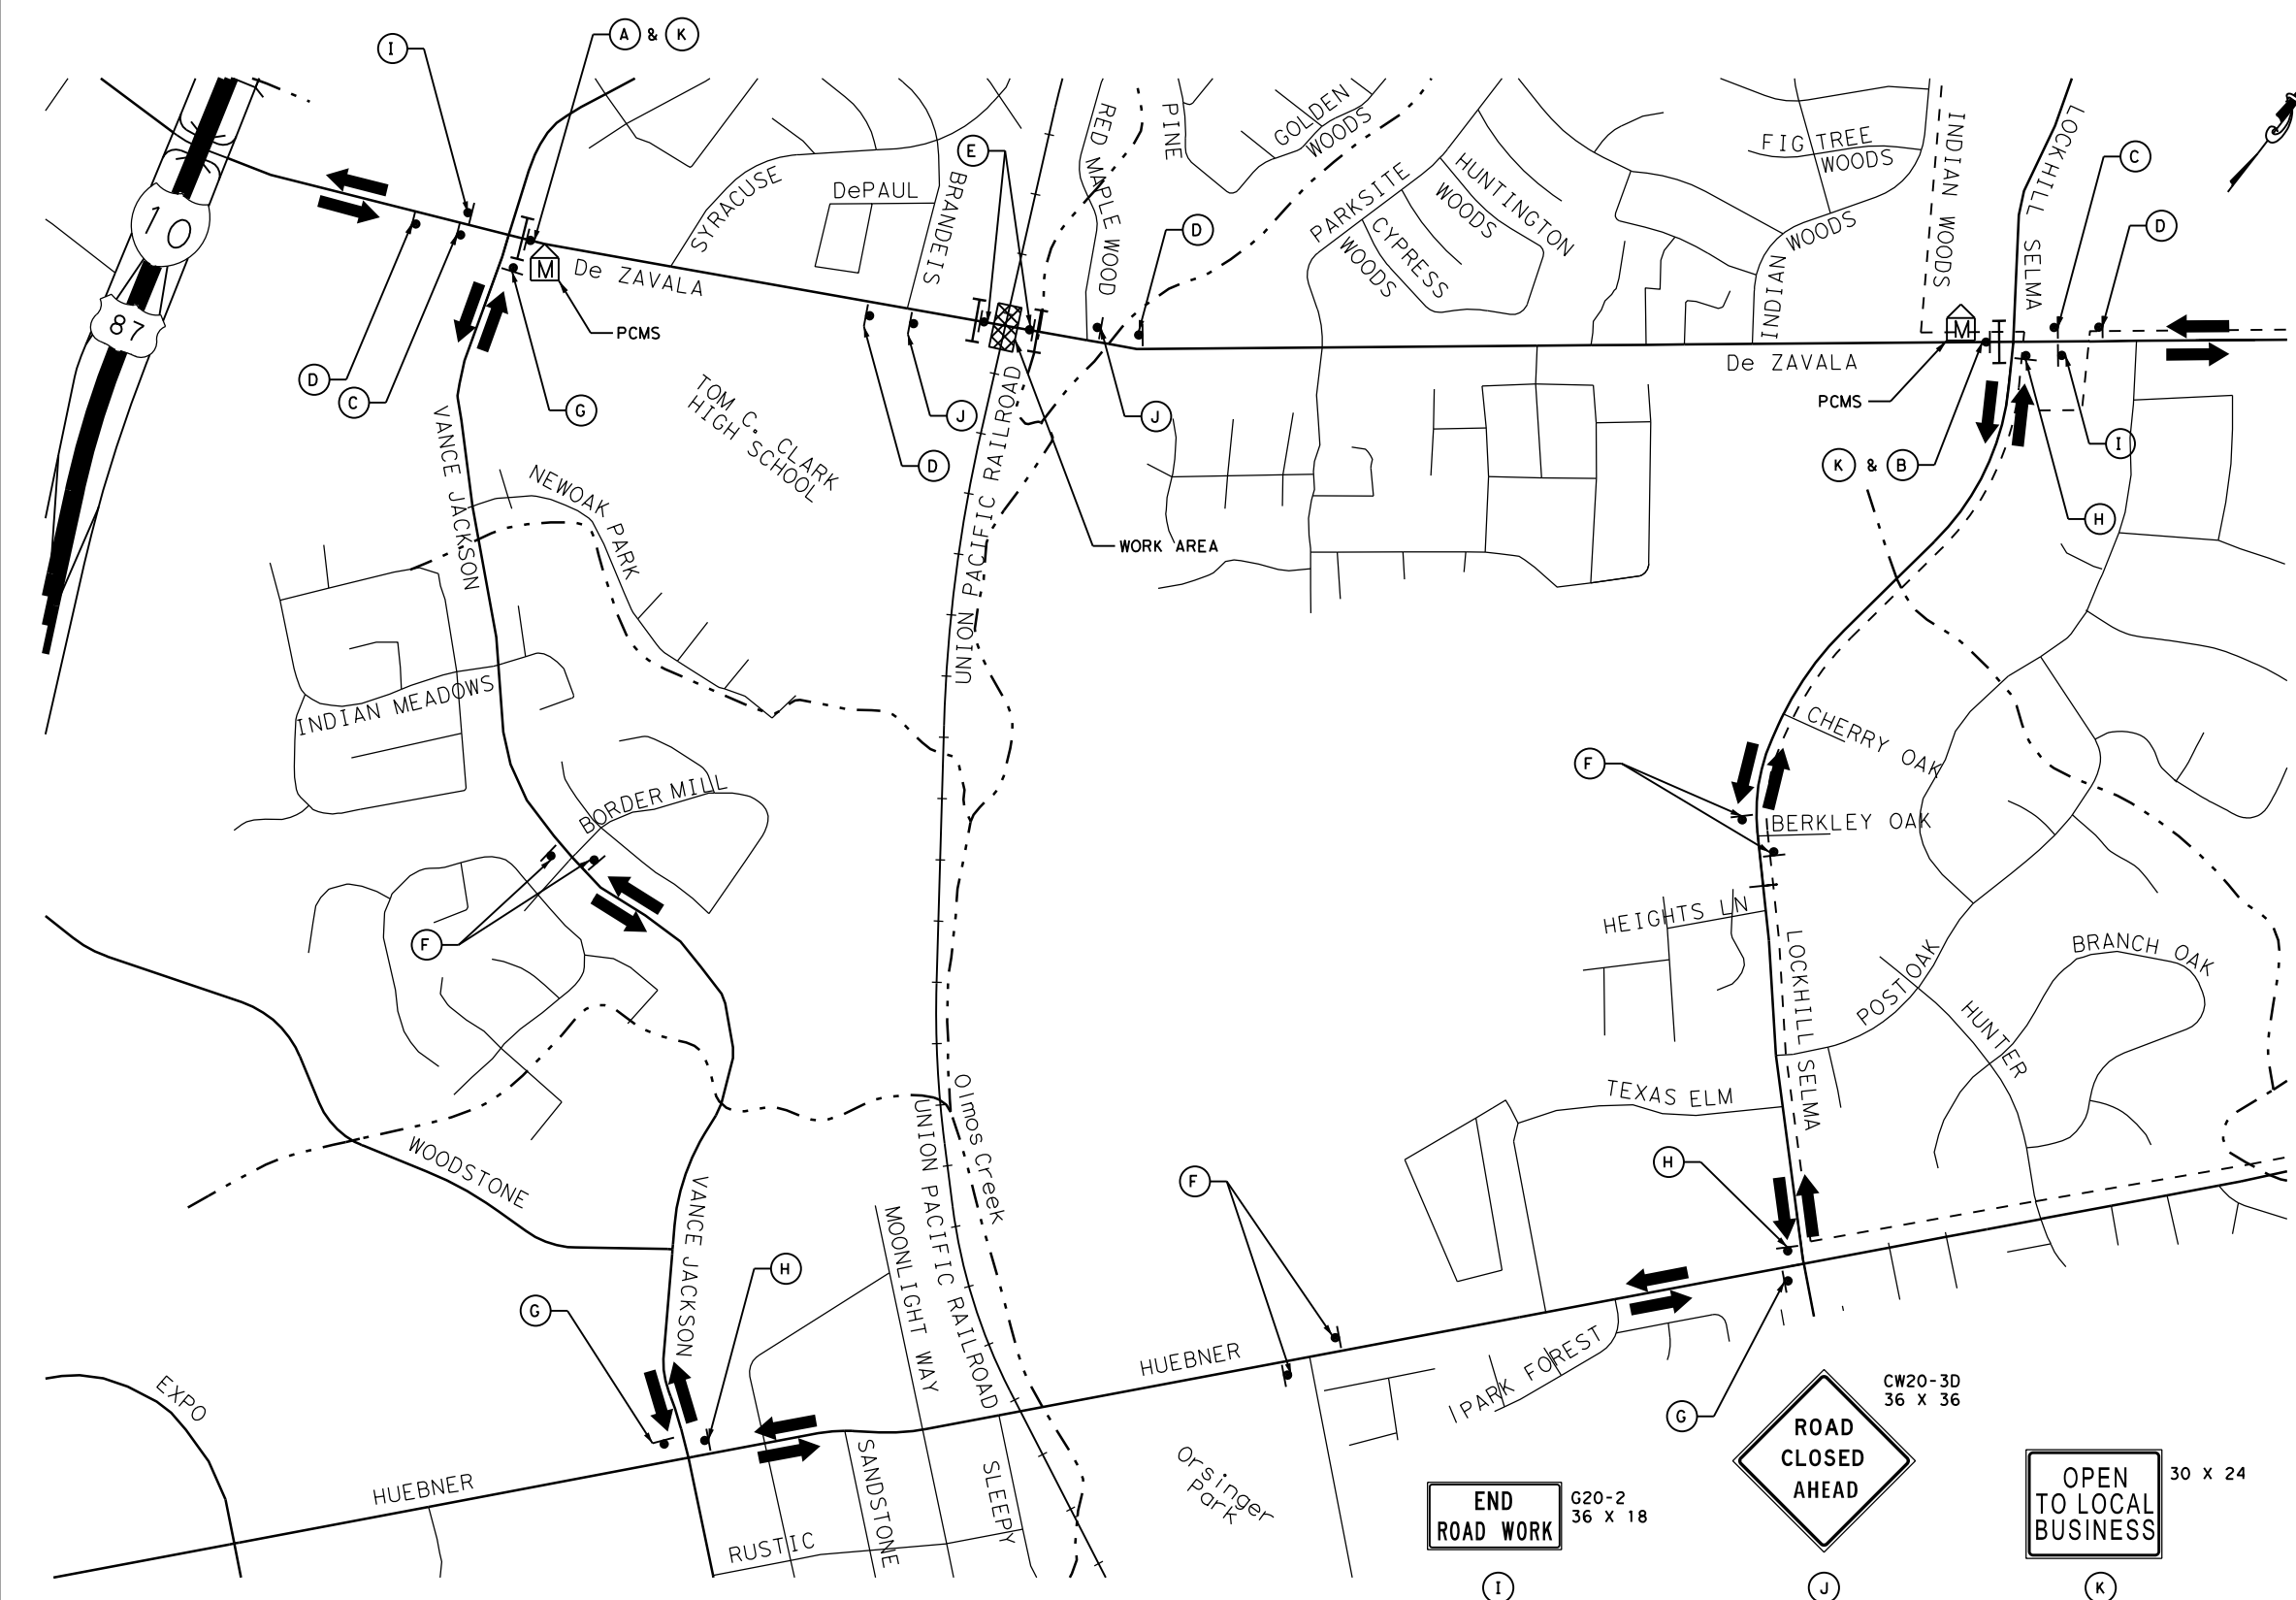 I
A & K
E
D
C
D
10
87
D
C
G
PCMS
J
D
J
PCMS
K & B
I
H
WORK AREA
SYRACUSE
DePAUL
BRANDEIS
RED MAPLE WOOD
PINE
GOLDEN
WOODS
PARKSITE
WOODS
CYPRESS
WOODS
HUNTINGTON
FIG TREE
WOODS
INDIAN
WOODS
INDIAN WOODS
LOCKHILL
SELMA
M
M
De ZAVALA
De ZAVALA
TOM C. CLARK
HIGH SCHOOL
VANCE JACKSON
NEWOAK PARK
UNION PACIFIC RAILROAD
INDIAN MEADOWS
BORDER MILL
F
F
CHERRY OAK
BERKLEY OAK
HEIGHTS LN
LOCKHILL SELMA
POST OAK
HUNTER
BRANCH OAK
TEXAS ELM
WOODSTONE
Olmos Creek
UNION PACIFIC RAILROAD
MOONLIGHT WAY
VANCE JACKSON
H
F
G
H
HUEBNER
PARK FOREST
G
EXPO
HUEBNER
SANDSTONE
SLEEPY
RUSTIC
Orsinger
Park
END
ROAD WORK
G20-2
36 X 18
I
ROAD
CLOSED
AHEAD
CW20-3D
36 X 36
J
OPEN
TO LOCAL
BUSINESS
30 X 24
K